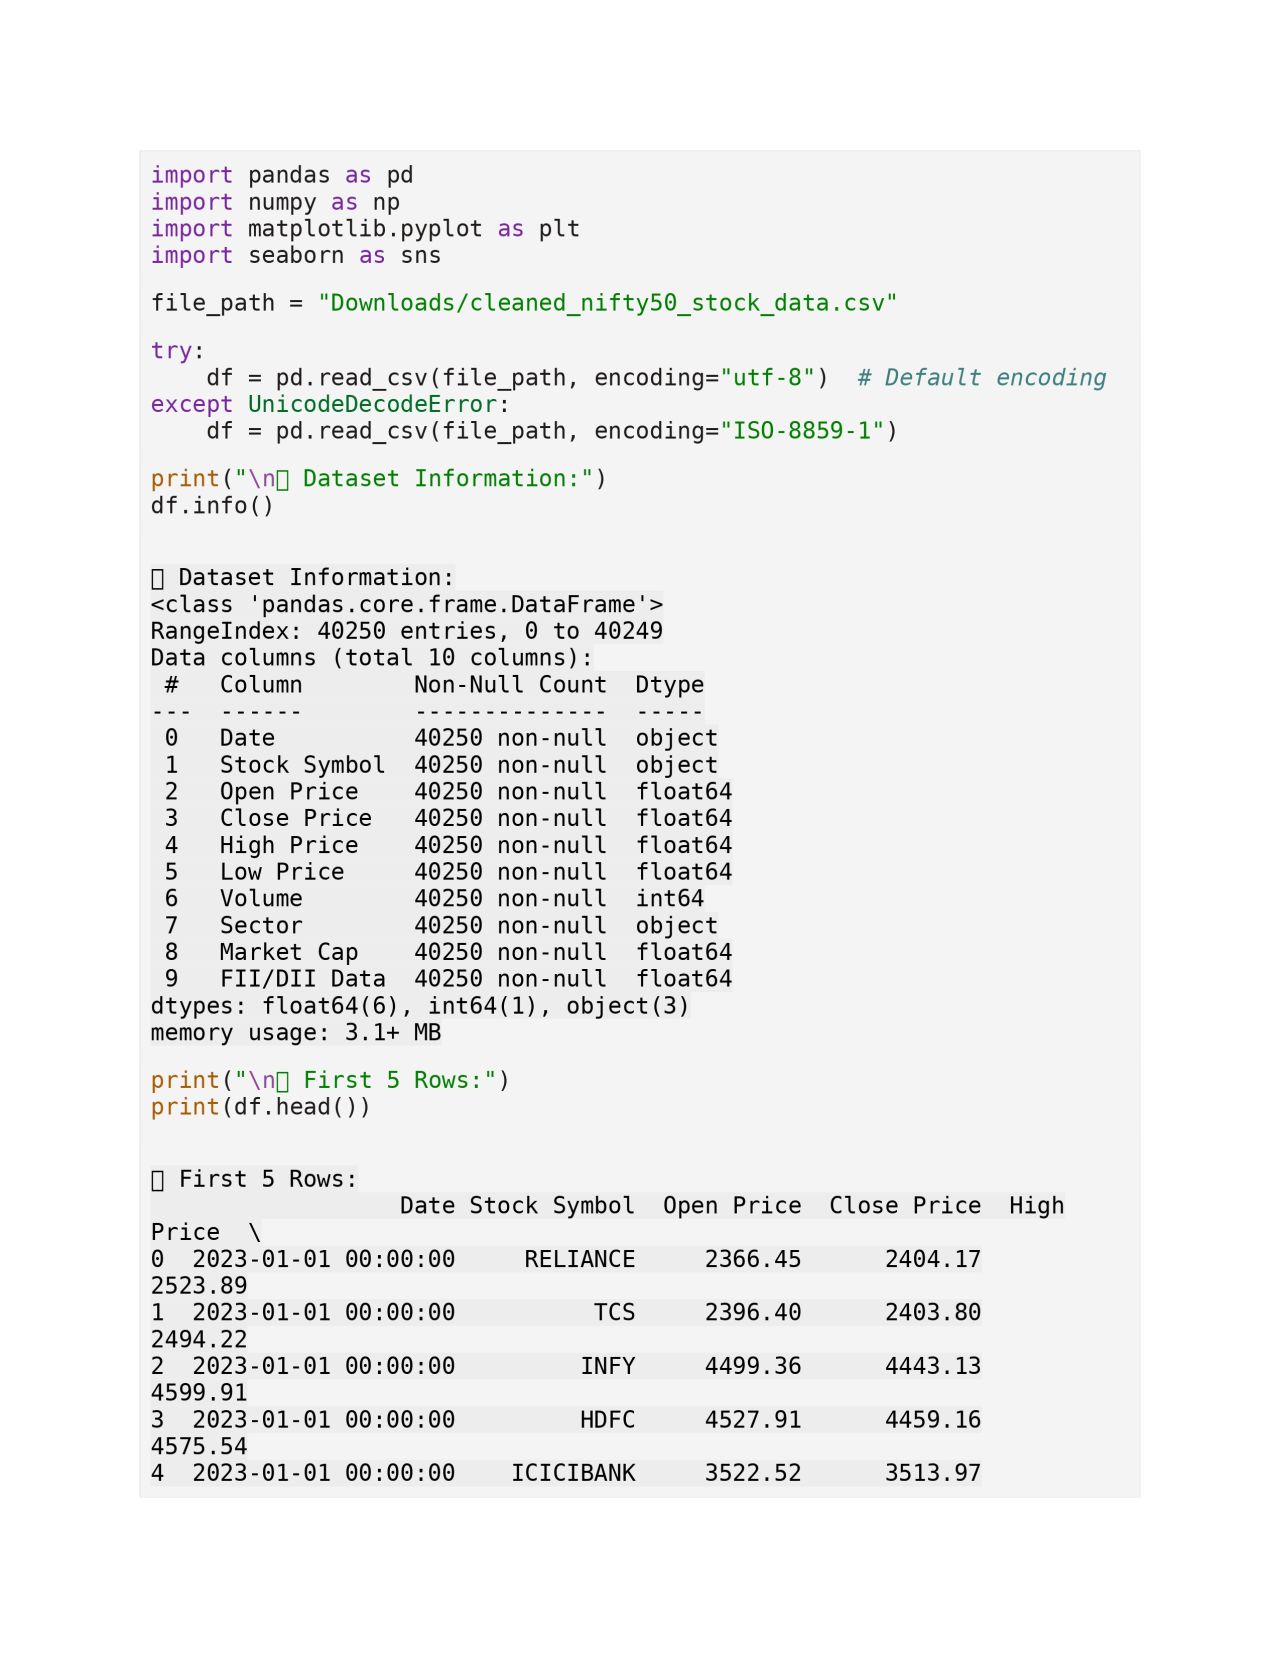 import pandas as pd
import numpy as np
import matplotlib.pyplot as plt
import seaborn as sns
file_path = "Downloads/cleaned_nifty50_stock_data.csv"
try:
    df = pd.read_csv(file_path, encoding="utf-8")  # Default encoding
except UnicodeDecodeError:
    df = pd.read_csv(file_path, encoding="ISO-8859-1")
print("\n▯ Dataset Information:")
df.info()
▯ Dataset Information:
<class 'pandas.core.frame.DataFrame'>
RangeIndex: 40250 entries, 0 to 40249
Data columns (total 10 columns):
 #   Column        Non-Null Count  Dtype
---  ------        --------------  -----
 0   Date          40250 non-null  object
 1   Stock Symbol  40250 non-null  object
 2   Open Price    40250 non-null  float64
 3   Close Price   40250 non-null  float64
 4   High Price    40250 non-null  float64
 5   Low Price     40250 non-null  float64
 6   Volume        40250 non-null  int64
 7   Sector        40250 non-null  object
 8   Market Cap    40250 non-null  float64
 9   FII/DII Data  40250 non-null  float64
dtypes: float64(6), int64(1), object(3)
memory usage: 3.1+ MB
print("\n▯ First 5 Rows:")
print(df.head())
▯ First 5 Rows:
                  Date Stock Symbol  Open Price  Close Price  High
Price  \
0  2023-01-01 00:00:00     RELIANCE     2366.45      2404.17
2523.89
1  2023-01-01 00:00:00          TCS     2396.40      2403.80
2494.22
2  2023-01-01 00:00:00         INFY     4499.36      4443.13
4599.91
3  2023-01-01 00:00:00         HDFC     4527.91      4459.16
4575.54
4  2023-01-01 00:00:00    ICICIBANK     3522.52      3513.97